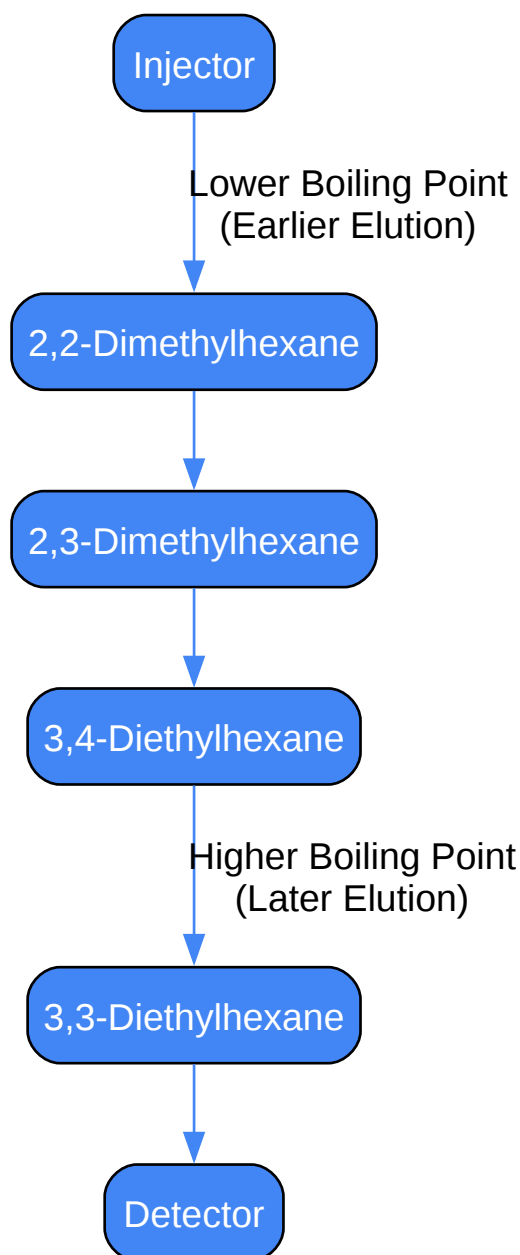 Injector
Lower Boiling Point
(Earlier Elution)
2,2-Dimethylhexane
2,3-Dimethylhexane
3,4-Diethylhexane
Higher Boiling Point
(Later Elution)
3,3-Diethylhexane
Detector